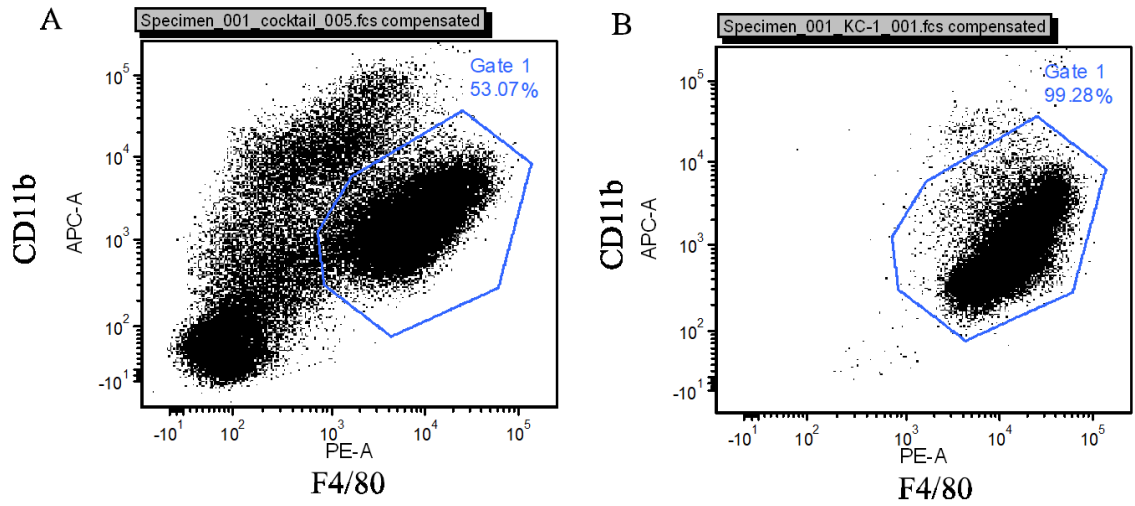 A
Specimen_001_cocktail_005.fcs compensated
Gate 1
53.07%
10^5
10^4
10^3
10^2
-10^1
CD11b
APC-A
-10^1
10^2
10^3
10^4
10^5
PE-A
F4/80
B
Specimen_001_KC-1_001.fcs compensated
Gate 1
99.28%
10^5
10^4
10^3
10^2
-10^1
CD11b
APC-A
-10^1
10^2
10^3
10^4
10^5
PE-A
F4/80